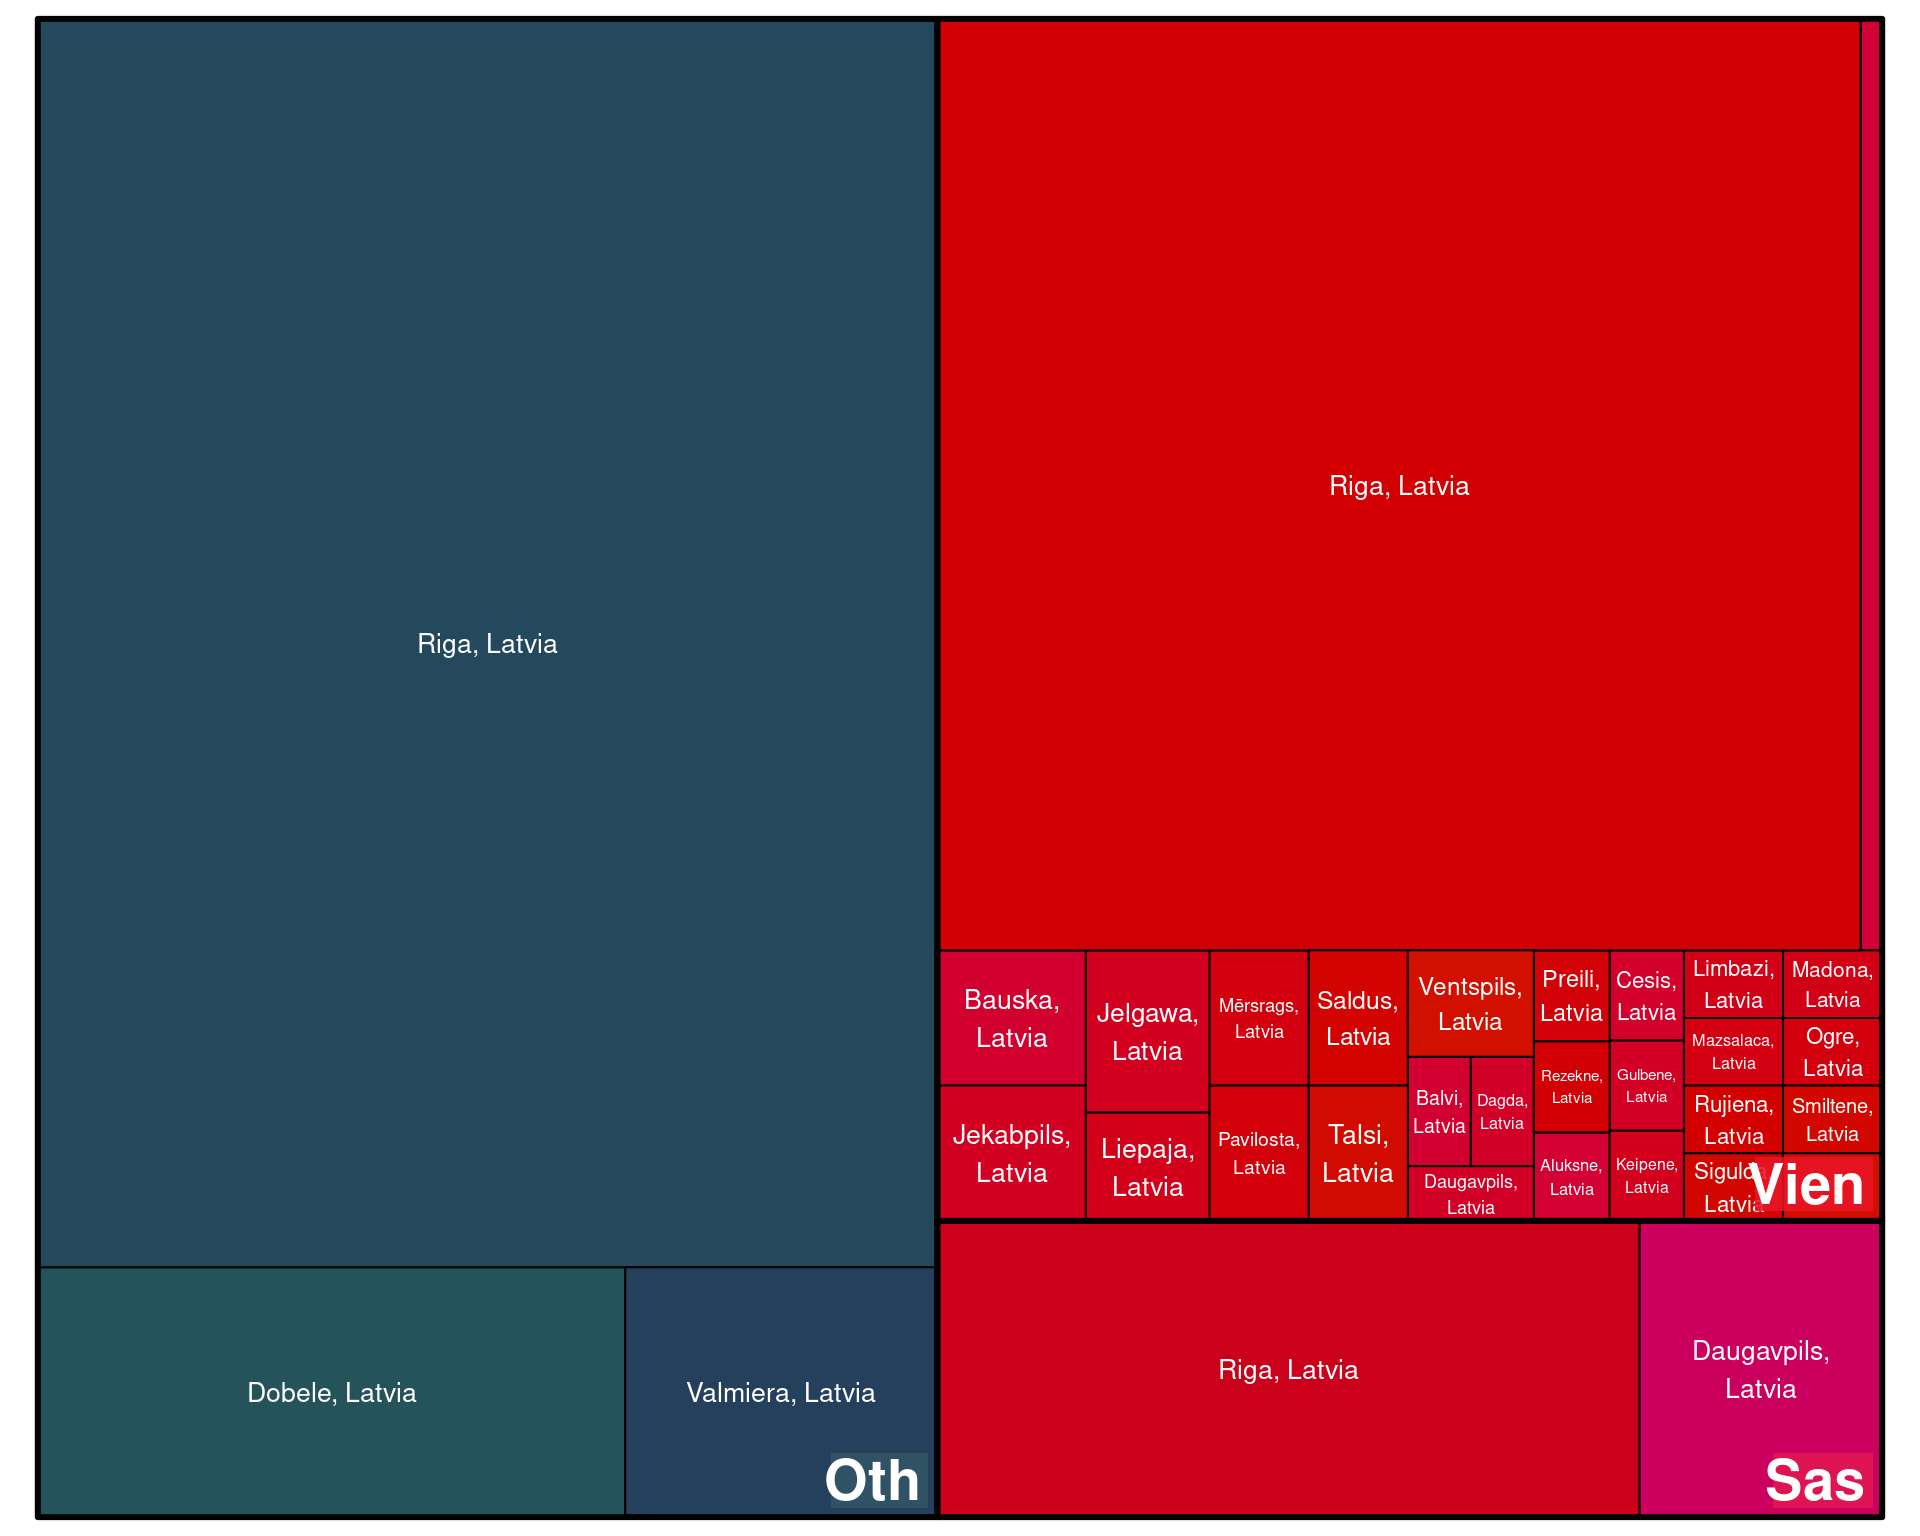 Riga, Latvia
Dobele, Latvia
Valmiera, Latvia
Oth
Riga, Latvia
Bauska,
Latvia
Jekabpils,
Latvia
Jelgawa,
Latvia
Liepaja,
Latvia
Mērsrags,
Latvia
Pavilosta,
Latvia
Saldus,
Latvia
Talsi,
Latvia
Ventspils,
Latvia
Balvi,
Latvia
Dagda,
Latvia
Daugavpils,
Latvia
Preili,
Latvia
Rezekne,
Latvia
Aluksne,
Latvia
Cesis,
Latvia
Gulbene,
Latvia
Keipene,
Latvia
Limbazi,
Latvia
Mazsalaca,
Latvia
Rujiena,
Latvia
Latvia
Madona,
Latvia
Ogre,
Latvia
Smiltene,
Latvia
Vien
Riga, Latvia
Daugavpils,
Latvia
Sas